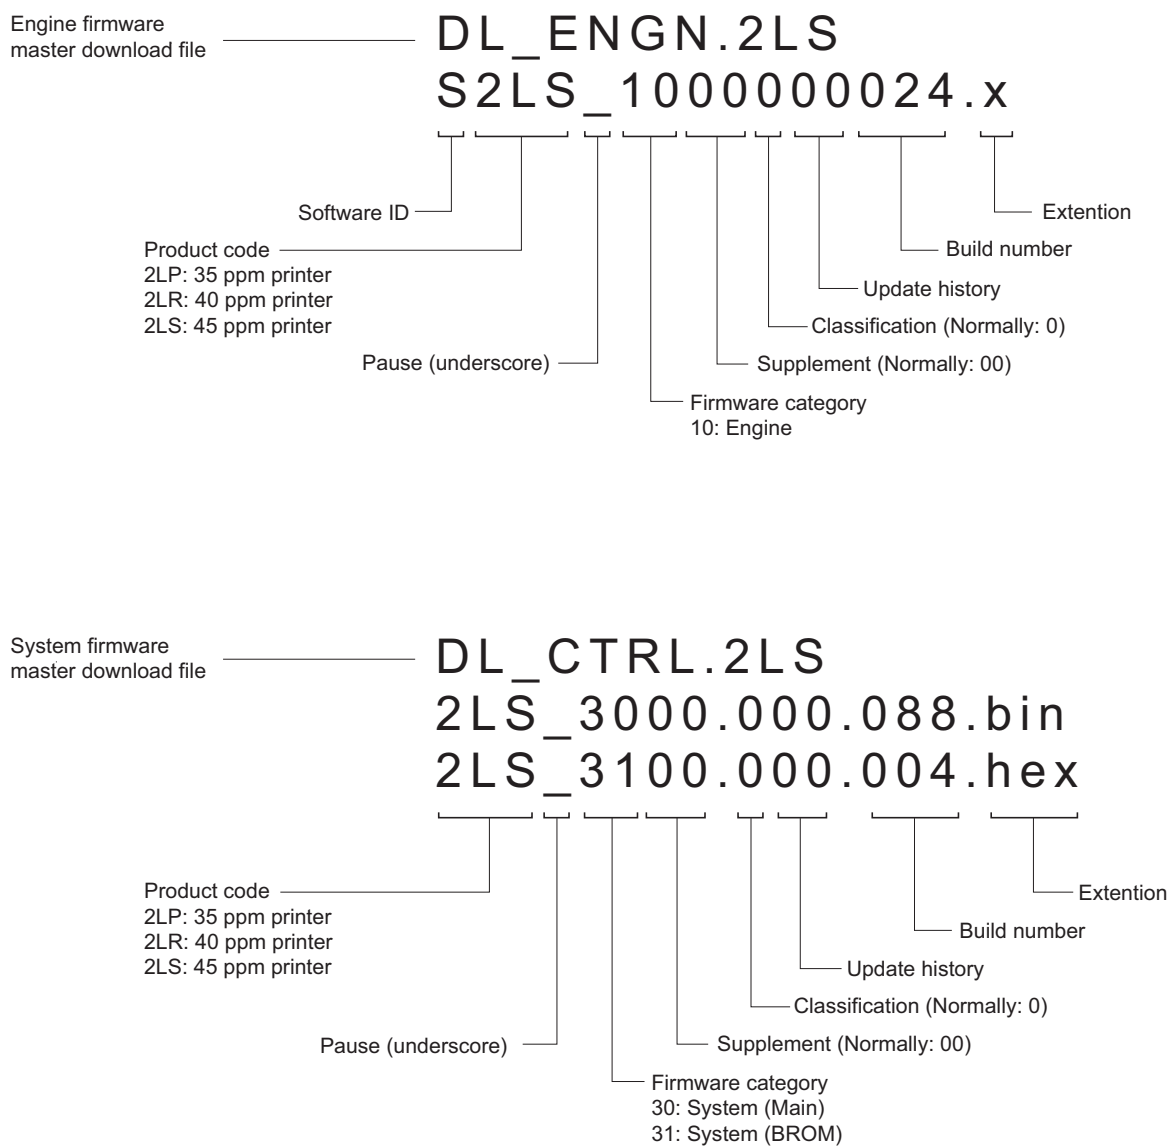 Engine firmware
master download file
DL_ENGN.2LS
S2LS_1000000024.x
Software ID
Extention
Product code
2LP: 35 ppm printer
2LR: 40 ppm printer
2LS: 45 ppm printer
Build number
Update history
Classification (Normally: 0)
Pause (underscore)
Supplement (Normally: 00)
Firmware category
10: Engine
System firmware
master download file
DL_CTRL.2LS
2LS_3000.000.088.bin
2LS_3100.000.004.hex
Product code
2LP: 35 ppm printer
2LR: 40 ppm printer
2LS: 45 ppm printer
Extention
Build number
Update history
Classification (Normally: 0)
Pause (underscore)
Supplement (Normally: 00)
Firmware category
30: System (Main)
31: System (BROM)